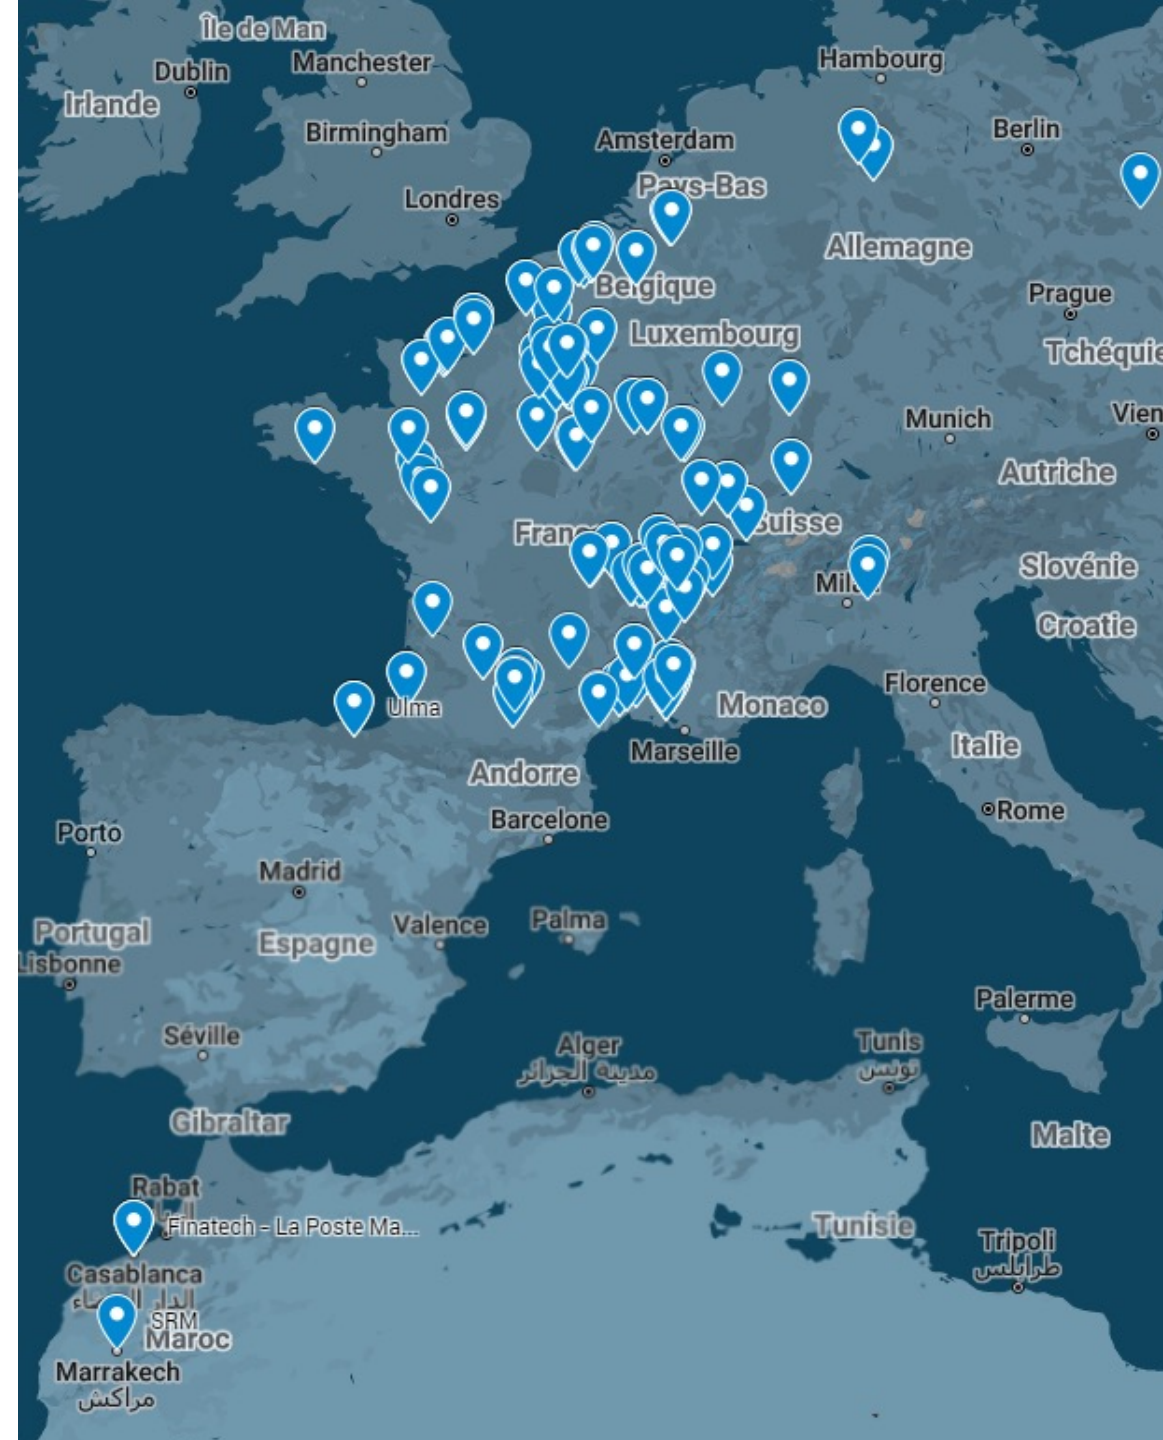 Île de Man
Dublin
Manchester
Hambourg
Irlande
Birmingham
Amsterdam
Berlin
Pays-Bas
Londres
Allemagne
Belgique
Prague
Luxembourg
Tchéquie
Munich
Vien
Autriche
Franc
Suisse
Slovénie
Mila
Croatie
Florence
Ulma
Monaco
Marseille
Italie
Andorre
Barcelone
Rome
Porto
Madrid
Valence
Palma
Portugal
Espagne
Lisbonne
Palerme
Séville
Alger
مدينة الجزائر
Tunis
تونس
Gibraltar
Malte
Rabat
Finatech - La Poste Ma...
Tunisie
Tripoli
طرابلس
Casablanca
SRM
Maroc
Marrakech
مراكش